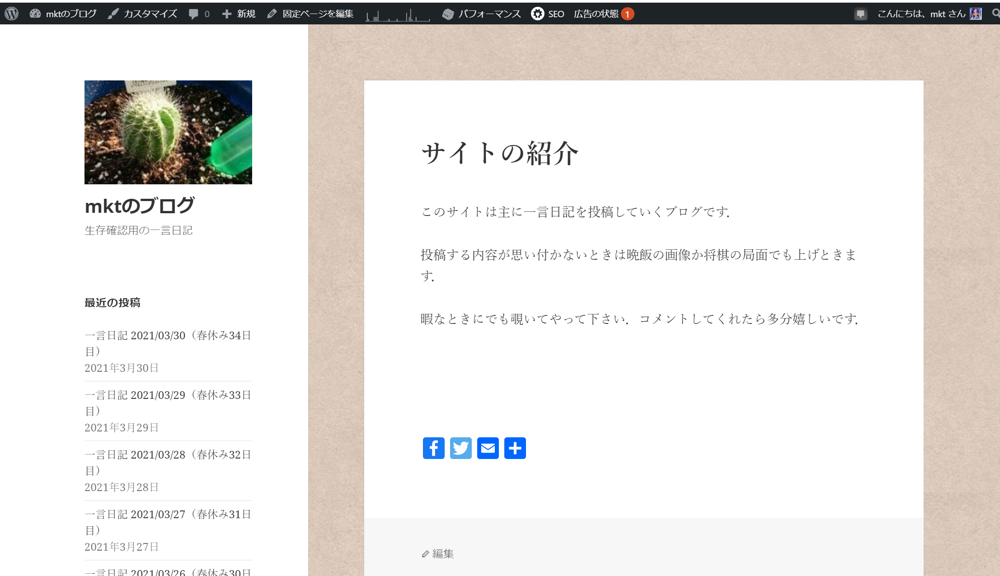 mktのブログ カスタマイズ 0 新規 固定ページを編集 パフォーマンス SEO 広告の状態 1 こんにちは、mkt さん
mktのブログ
生存確認用の一言日記
最近の投稿
一言日記 2021/03/30（春休み34日
目）
2021年3月30日
一言日記 2021/03/29（春休み33日
目）
2021年3月29日
一言日記 2021/03/28（春休み32日
目）
2021年3月28日
一言日記 2021/03/27（春休み31日
目）
2021年3月27日
一言日記 2021/03/26（春休み30日
サイトの紹介
このサイトは主に一言日記を投稿していくブログです．
投稿する内容が思い付かないときは晩飯の画像か将棋の局面でも上げときま
す．
暇なときにでも覗いてやって下さい．コメントしてくれたら多分嬉しいです．
編集